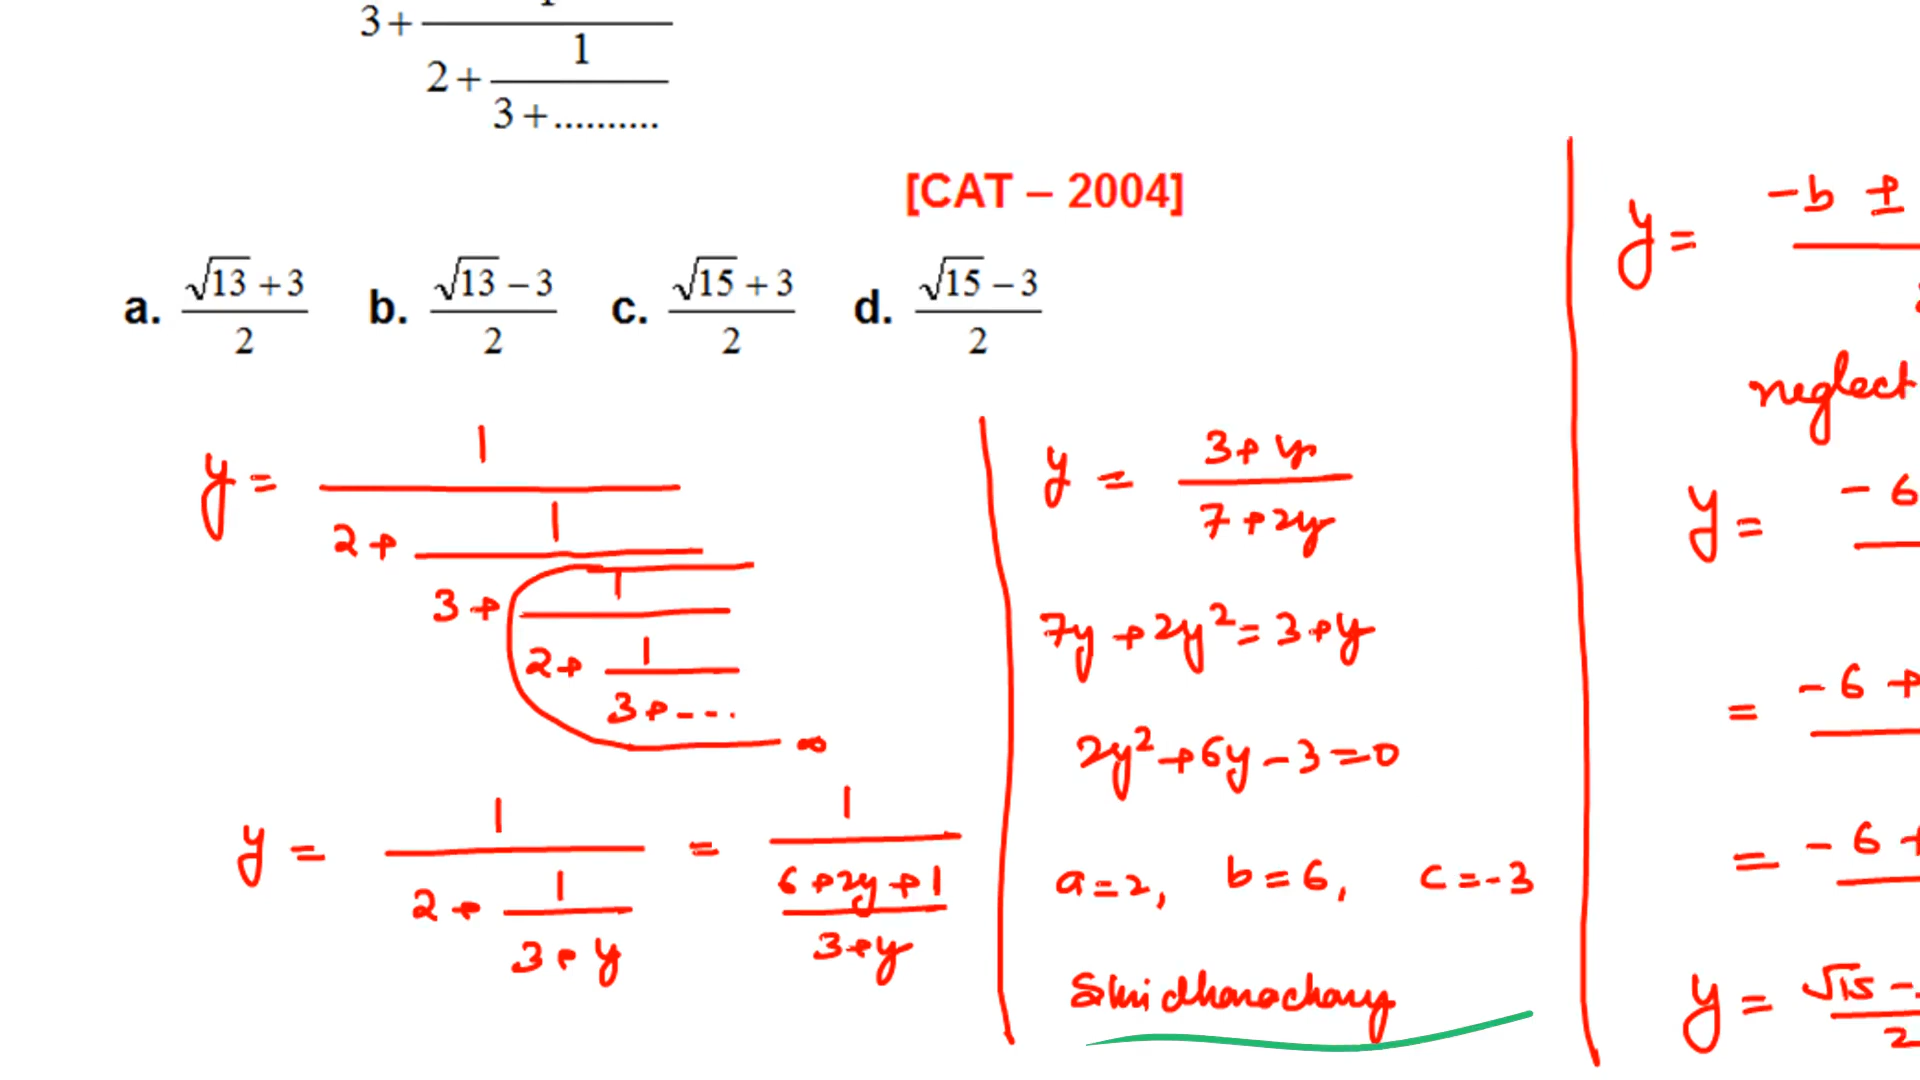 3+
1
2+
3+..........
[CAT – 2004]
a. (√13 +3)/2 b. (√13 −3)/2 c. (√15 +3)/2 d. (√15 −3)/2
y = 1
2+ 1
3+ 1
2+ 1
3+--.. ∞
y = 1/(2+ 1/(3+y)) = 1/((6+2y+1)/(3+y))
y = (3+y)/(7+2y)
7y+2y²=3+y
2y²+6y−3=0
a=2, b=6, c=-3
y= -b ±
neglect
y= -6
= -6+
= -6+
y= √15 -
2